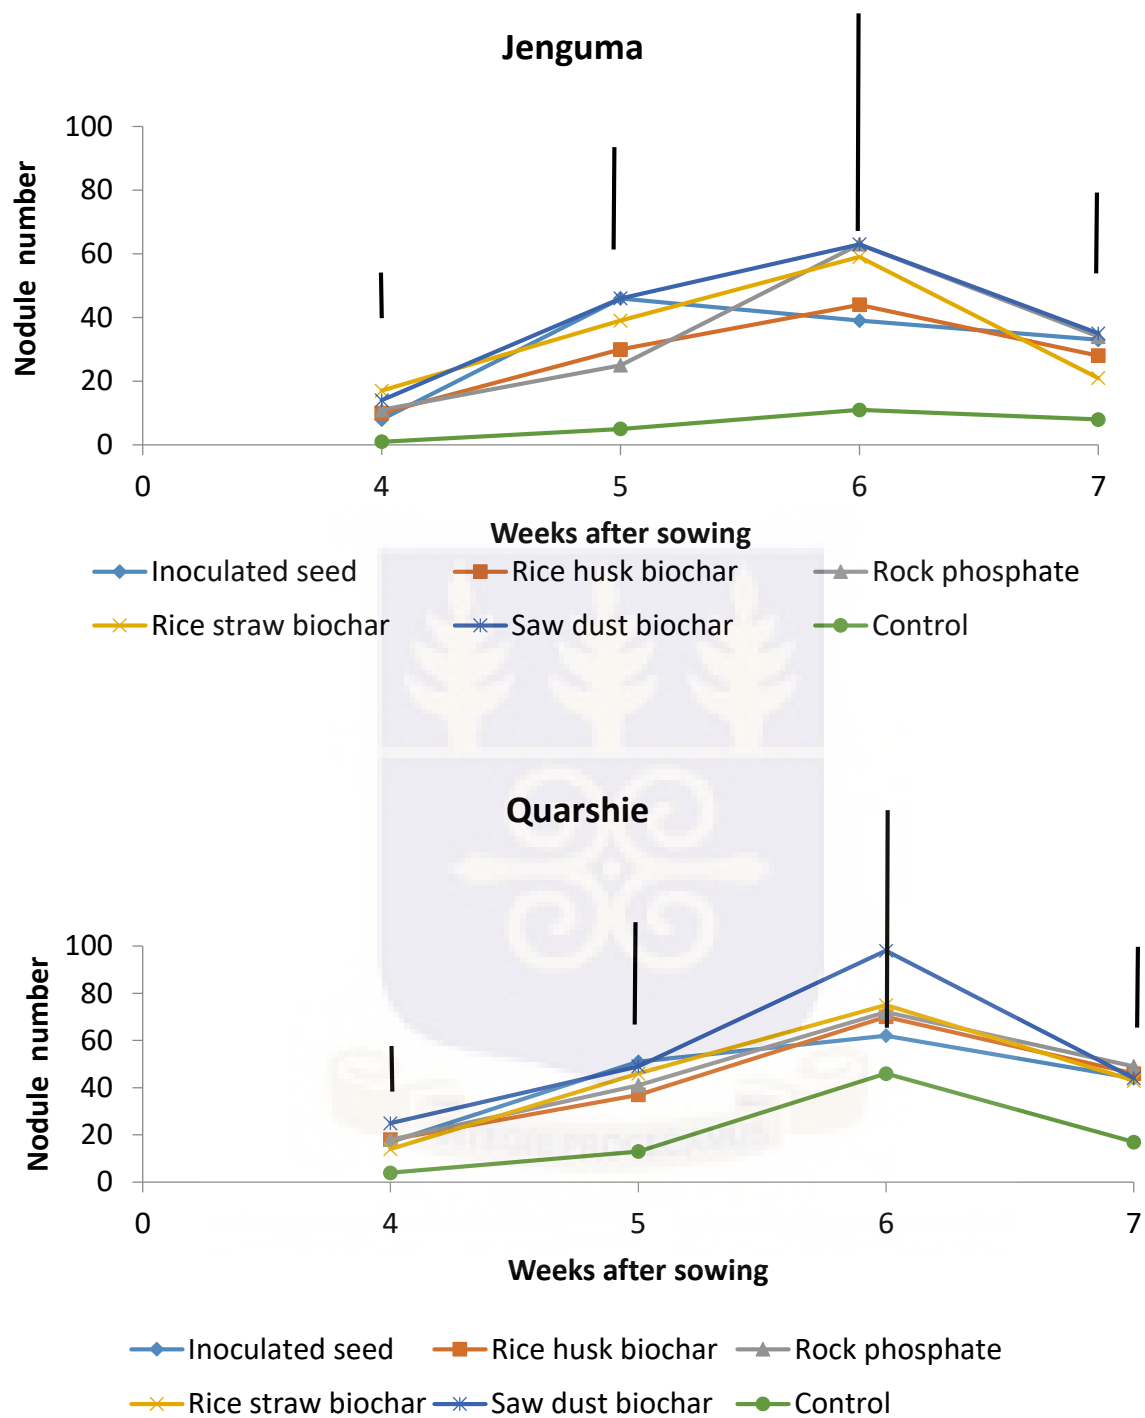 Jenguma
100
80
60
40
20
0
Nodule number
0 4 5 6 7
Weeks after sowing
Inoculated seed Rice husk biochar Rock phosphate
Rice straw biochar Saw dust biochar Control
Quarshie
100
80
60
40
20
0
Nodule number
0 4 5 6 7
Weeks after sowing
Inoculated seed Rice husk biochar Rock phosphate
Rice straw biochar Saw dust biochar Control